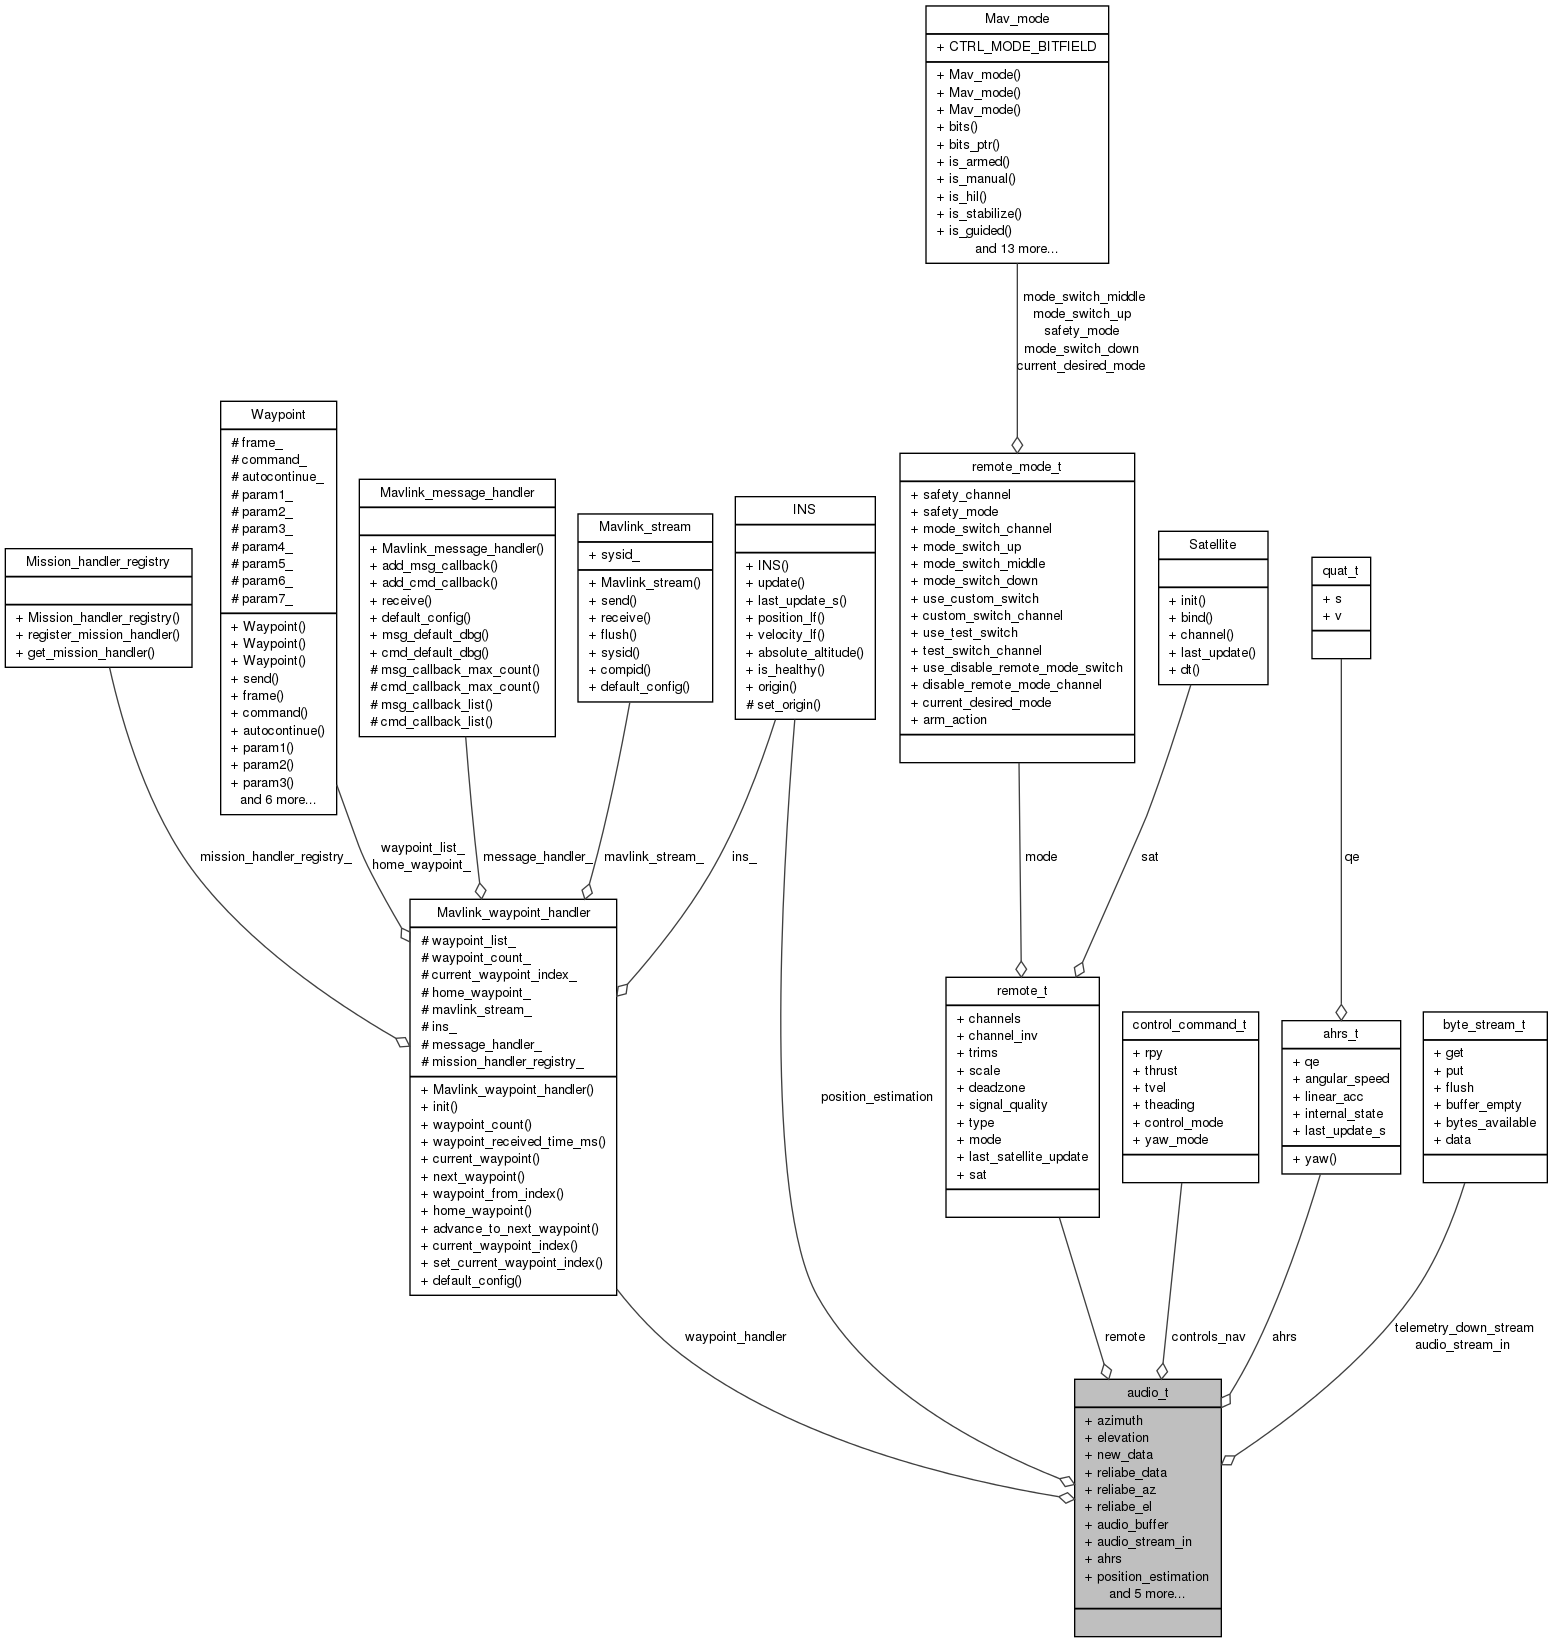 Mav_mode
+ CTRL_MODE_BITFIELD
+ Mav_mode()
+ Mav_mode()
+ Mav_mode()
+ bits()
+ bits_ptr()
+ is_armed()
+ is_manual()
+ is_hil()
+ is_stabilize()
+ is_guided()
and 13 more...
mode_switch_middle
mode_switch_up
safety_mode
mode_switch_down
current_desired_mode
Mission_handler_registry
+ Mission_handler_registry()
+ register_mission_handler()
+ get_mission_handler()
Waypoint
# frame_
# command_
# autocontinue_
# param1_
# param2_
# param3_
# param4_
# param5_
# param6_
# param7_
+ Waypoint()
+ Waypoint()
+ Waypoint()
+ send()
+ frame()
+ command()
+ autocontinue()
+ param1()
+ param2()
+ param3()
and 6 more...
Mavlink_message_handler
+ Mavlink_message_handler()
+ add_msg_callback()
+ add_cmd_callback()
+ receive()
+ default_config()
+ msg_default_dbg()
+ cmd_default_dbg()
# msg_callback_max_count()
# cmd_callback_max_count()
# msg_callback_list()
# cmd_callback_list()
Mavlink_stream
+ sysid_
+ Mavlink_stream()
+ send()
+ receive()
+ flush()
+ sysid()
+ compid()
+ default_config()
INS
+ INS()
+ update()
+ last_update_s()
+ position_lf()
+ velocity_lf()
+ absolute_altitude()
+ is_healthy()
+ origin()
# set_origin()
remote_mode_t
+ safety_channel
+ safety_mode
+ mode_switch_channel
+ mode_switch_up
+ mode_switch_middle
+ mode_switch_down
+ use_custom_switch
+ custom_switch_channel
+ use_test_switch
+ test_switch_channel
+ use_disable_remote_mode_switch
+ disable_remote_mode_channel
+ current_desired_mode
+ arm_action
Satellite
+ init()
+ bind()
+ channel()
+ last_update()
+ dt()
quat_t
+ s
+ v
mission_handler_registry_
waypoint_list_
home_waypoint_
message_handler_
mavlink_stream_
ins_
mode
sat
qe
Mavlink_waypoint_handler
# waypoint_list_
# waypoint_count_
# current_waypoint_index_
# home_waypoint_
# mavlink_stream_
# ins_
# message_handler_
# mission_handler_registry_
+ Mavlink_waypoint_handler()
+ init()
+ waypoint_count()
+ waypoint_received_time_ms()
+ current_waypoint()
+ next_waypoint()
+ waypoint_from_index()
+ home_waypoint()
+ advance_to_next_waypoint()
+ current_waypoint_index()
+ set_current_waypoint_index()
+ default_config()
position_estimation
remote_t
+ channels
+ channel_inv
+ trims
+ scale
+ deadzone
+ signal_quality
+ type
+ mode
+ last_satellite_update
+ sat
control_command_t
+ rpy
+ thrust
+ tvel
+ theading
+ control_mode
+ yaw_mode
ahrs_t
+ qe
+ angular_speed
+ linear_acc
+ internal_state
+ last_update_s
+ yaw()
byte_stream_t
+ get
+ put
+ flush
+ buffer_empty
+ bytes_available
+ data
waypoint_handler
remote
controls_nav
ahrs
telemetry_down_stream
audio_stream_in
audio_t
+ azimuth
+ elevation
+ new_data
+ reliabe_data
+ reliabe_az
+ reliabe_el
+ audio_buffer
+ audio_stream_in
+ ahrs
+ position_estimation
and 5 more...